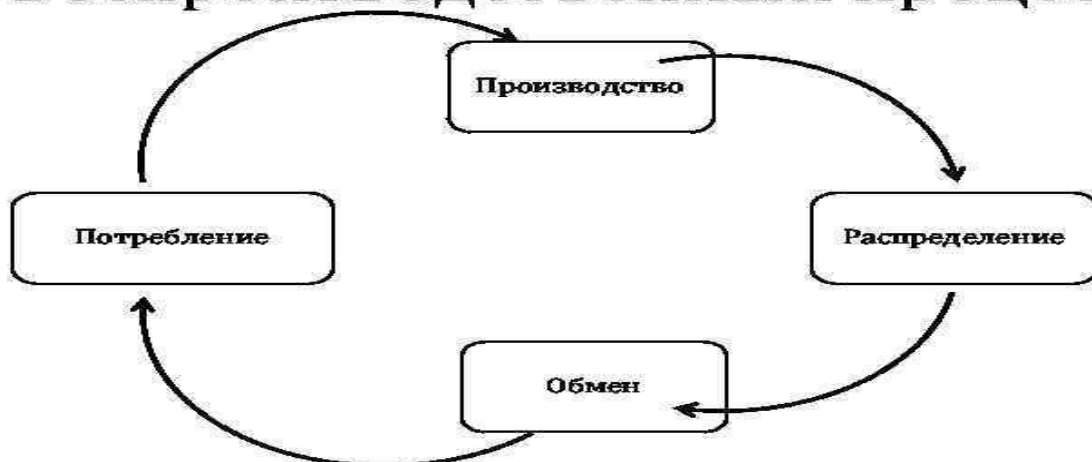 Производство
Потребление
Распределение
Обмен